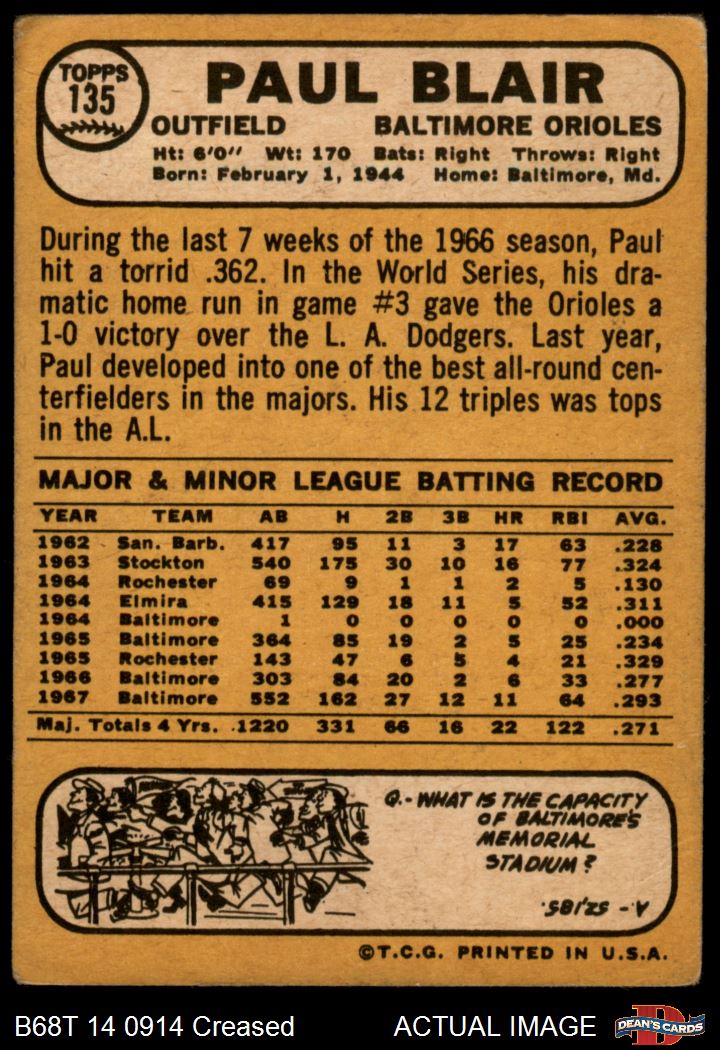 TOPPS
135
PAUL BLAIR
OUTFIELD BALTIMORE ORIOLES
Ht: 6'0" Wt: 170 Bats: Right Throws: Right
Born: February 1, 1944 Home: Baltimore, Md.
During the last 7 weeks of the 1966 season, Paul
hit a torrid .362. In the World Series, his dra-
matic home run in game #3 gave the Orioles a
1-0 victory over the L. A. Dodgers. Last year,
Paul developed into one of the best all-round cen-
terfielders in the majors. His 12 triples was tops
in the A.L.
MAJOR & MINOR LEAGUE BATTING RECORD
YEAR TEAM AB H 2B 3B HR RBI AVG.
1962 San. Barb. 417 95 11 3 17 63 .228
1963 Stockton 540 175 30 10 16 77 .324
1964 Rochester 69 9 1 1 2 5 .130
1964 Elmira 415 129 18 11 5 52 .311
1964 Baltimore 1 0 0 0 0 0 .000
1965 Baltimore 364 85 19 2 5 25 .234
1965 Rochester 143 47 6 5 4 21 .329
1966 Baltimore 303 84 20 2 6 33 .277
1967 Baltimore 552 162 27 12 11 64 .293
Maj. Totals 4 Yrs. 1220 331 66 16 22 122 .271
Q.- WHAT IS THE CAPACITY
OF BALTIMORE'S
MEMORIAL
STADIUM?
A- 52,185.
©T.C.G. PRINTED IN U.S.A.
B68T 14 0914 Creased ACTUAL IMAGE
D
DEAN'S CARDS